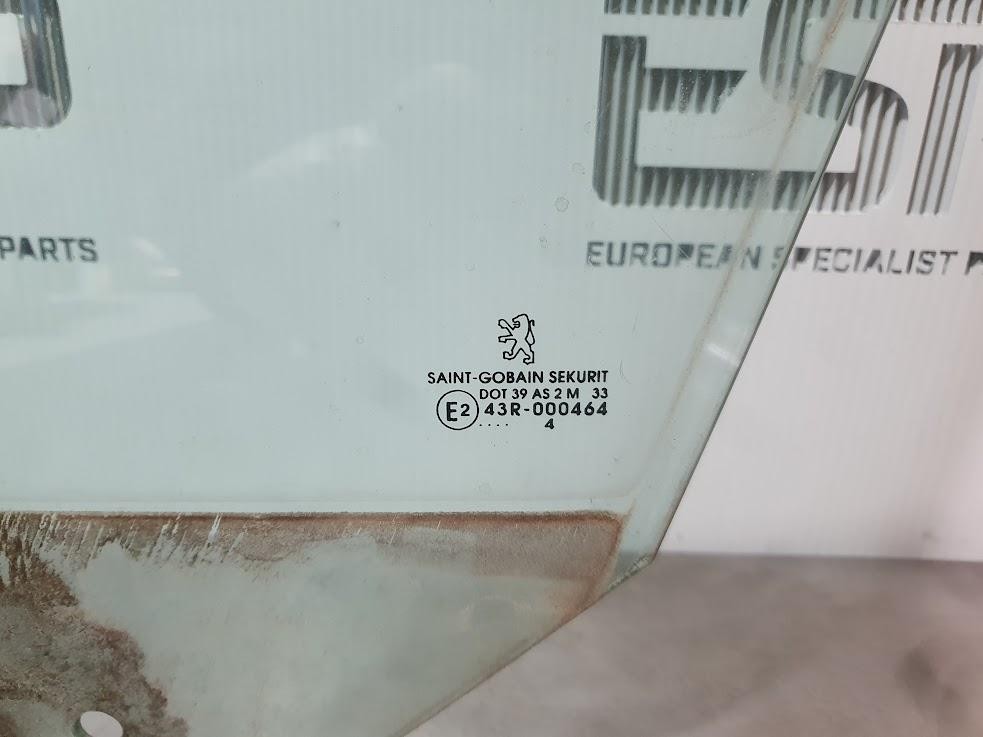 PARTS
EUROPEAN SPECIALIST
SAINT-GOBAIN SEKURIT
DOT 39 AS 2 M 33
E2 43R-000464
.... 4